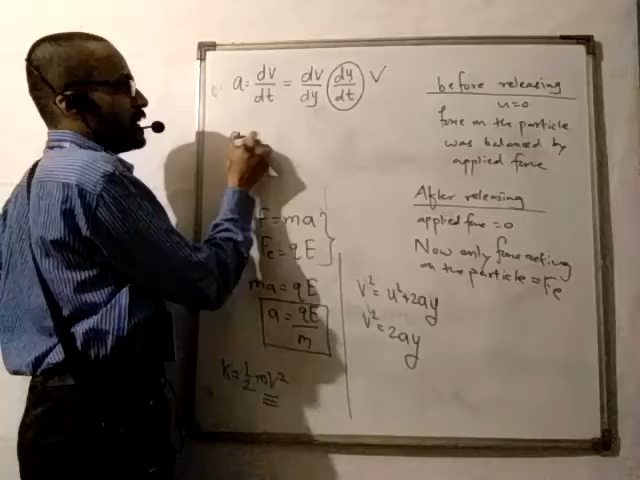 a = dv/dt = dv/dy dy/dt V
F = ma
Fe = qE
ma = qE
a = qE/m
K = 1/2 mv²
V² = u² + 2ay
V² = 2ay
before releasing
u = 0
force on the particle
was balanced by
applied force
After releasing
applied force = 0
Now only force acting
on the particle = Fe